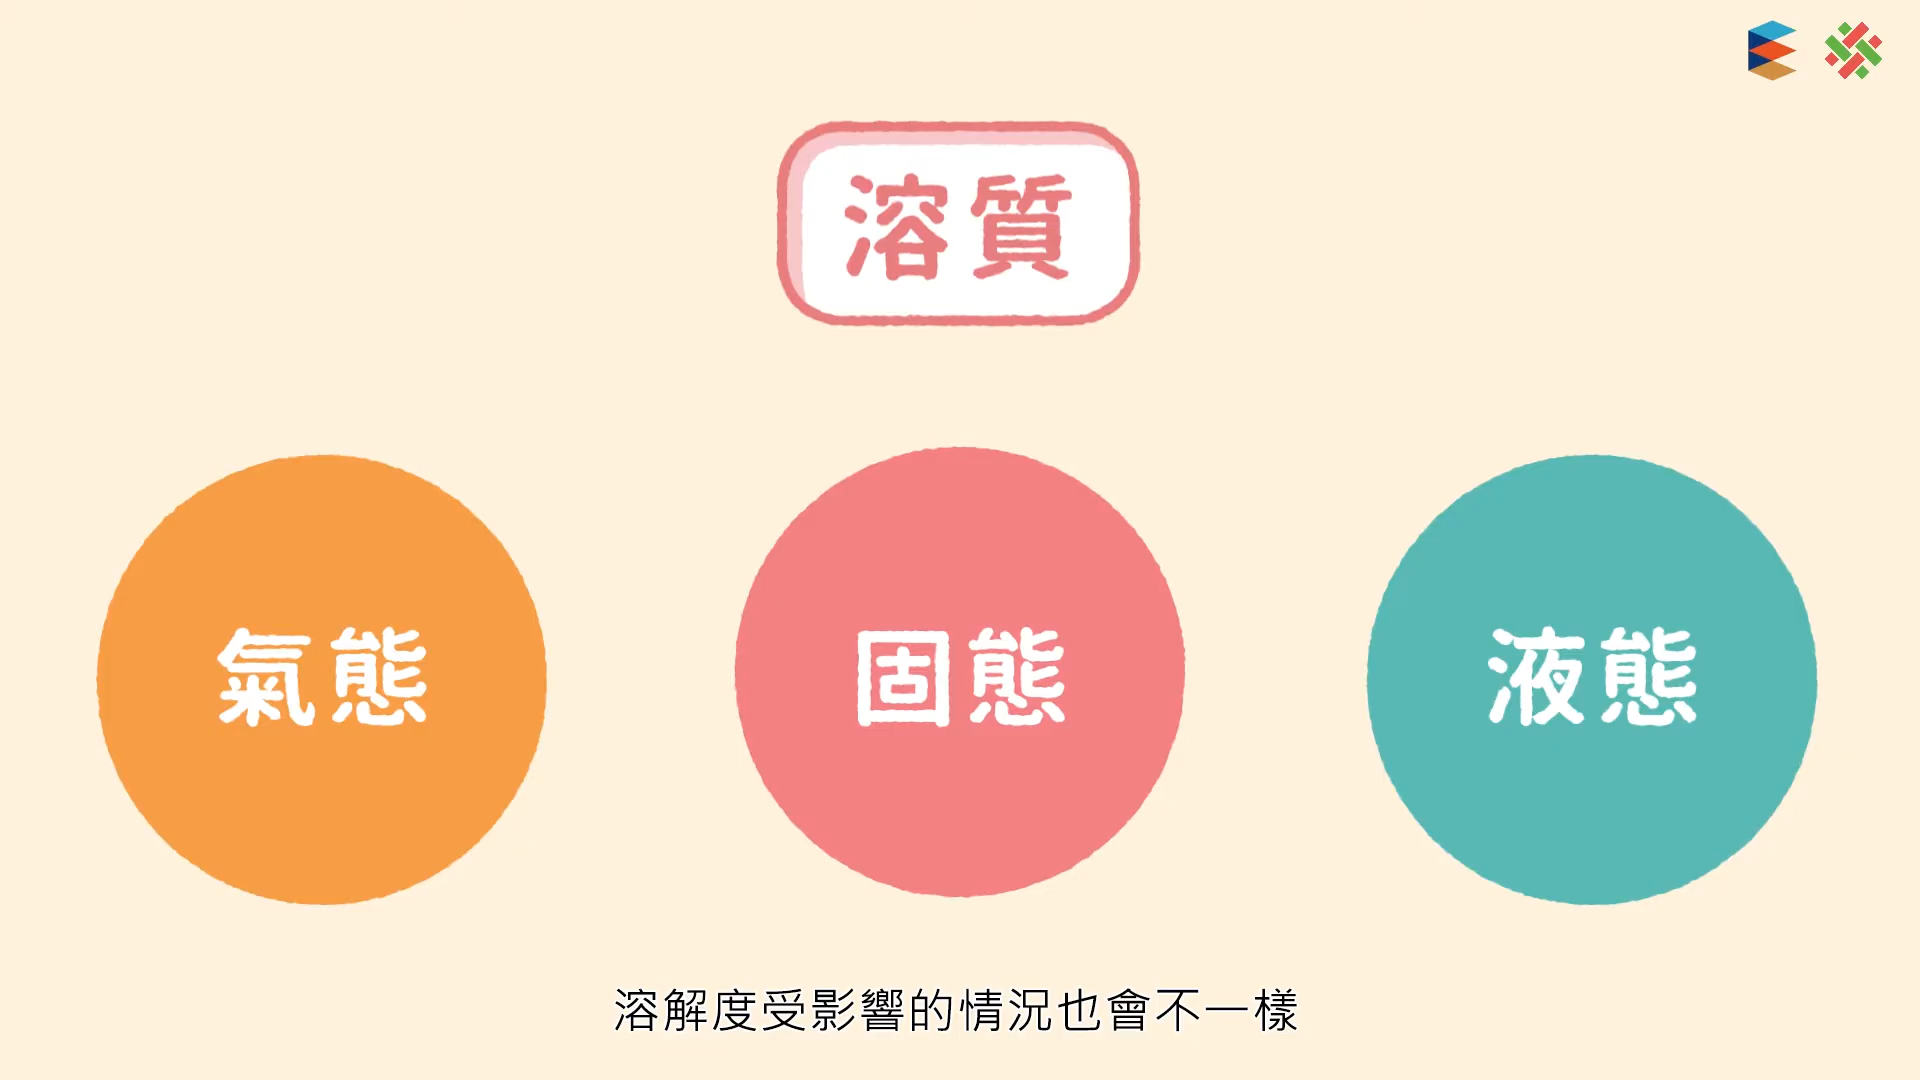 溶質
氣態
固態
液態
溶解度受影響的情況也會不一樣